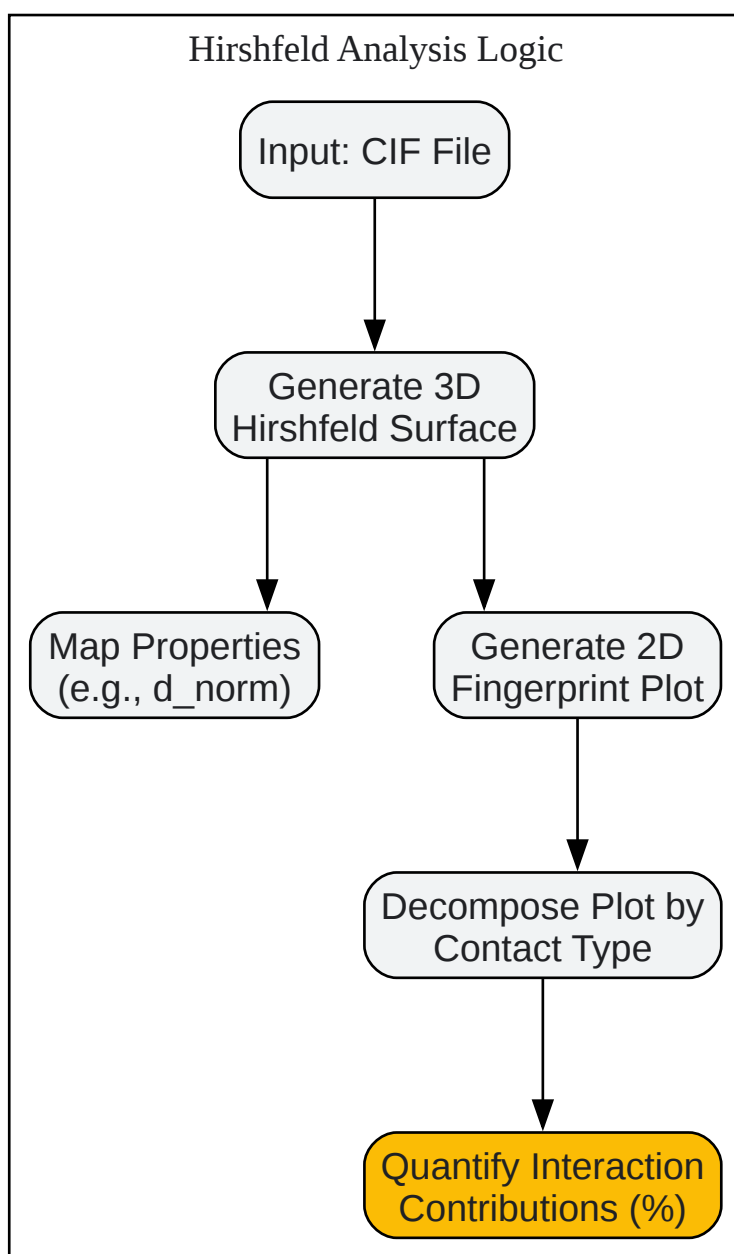 Hirshfeld Analysis Logic
Input: CIF File
Generate 3D
Hirshfeld Surface
Map Properties
(e.g., d_norm)
Generate 2D
Fingerprint Plot
Decompose Plot by
Contact Type
Quantify Interaction
Contributions (%)